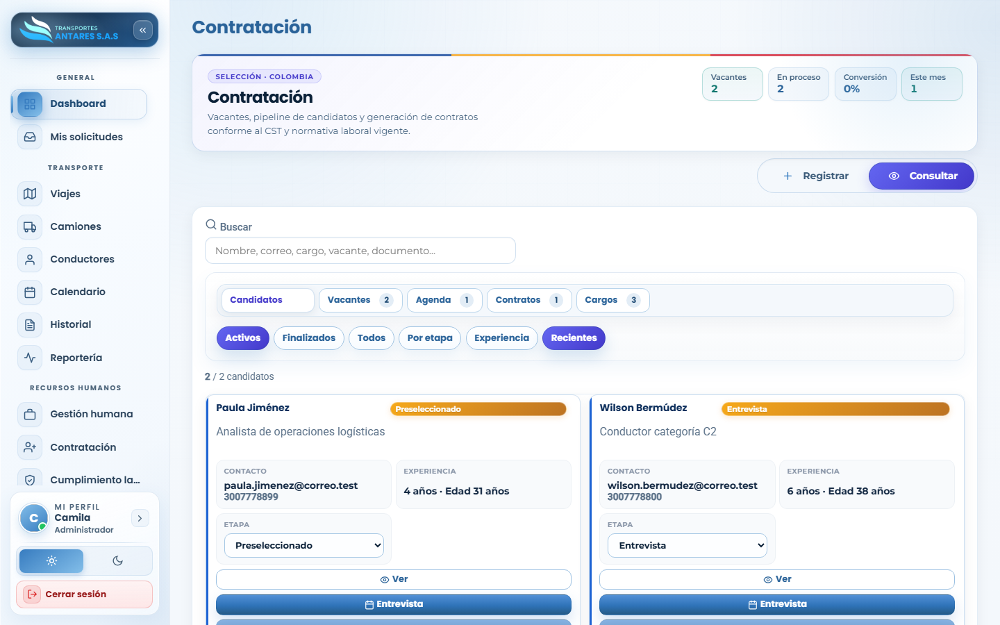 TRANSPORTES
ANTARES S.A.S
GENERAL
Dashboard
Mis solicitudes
TRANSPORTE
Viajes
Camiones
Conductores
Calendario
Historial
Reportería
RECURSOS HUMANOS
Gestión humana
Contratación
Cumplimiento la...
C
MI PERFIL
Camila
Administrador
Cerrar sesión
Contratación
SELECCIÓN · COLOMBIA
Contratación
Vacantes, pipeline de candidatos y generación de contratos
conforme al CST y normativa laboral vigente.
Vacantes
2
En proceso
2
Conversión
0%
Este mes
1
Registrar
Consultar
Buscar
Nombre, correo, cargo, vacante, documento...
Candidatos
Vacantes 2
Agenda 1
Contratos 1
Cargos 3
Activos
Finalizados
Todos
Por etapa
Experiencia
Recientes
2 / 2 candidatos
Paula Jiménez
Preseleccionado
Analista de operaciones logísticas
CONTACTO
paula.jimenez@correo.test
3007778899
EXPERIENCIA
4 años · Edad 31 años
ETAPA
Preseleccionado
Ver
Entrevista
Wilson Bermúdez
Entrevista
Conductor categoría C2
CONTACTO
wilson.bermudez@correo.test
3007778800
EXPERIENCIA
6 años · Edad 38 años
ETAPA
Entrevista
Ver
Entrevista